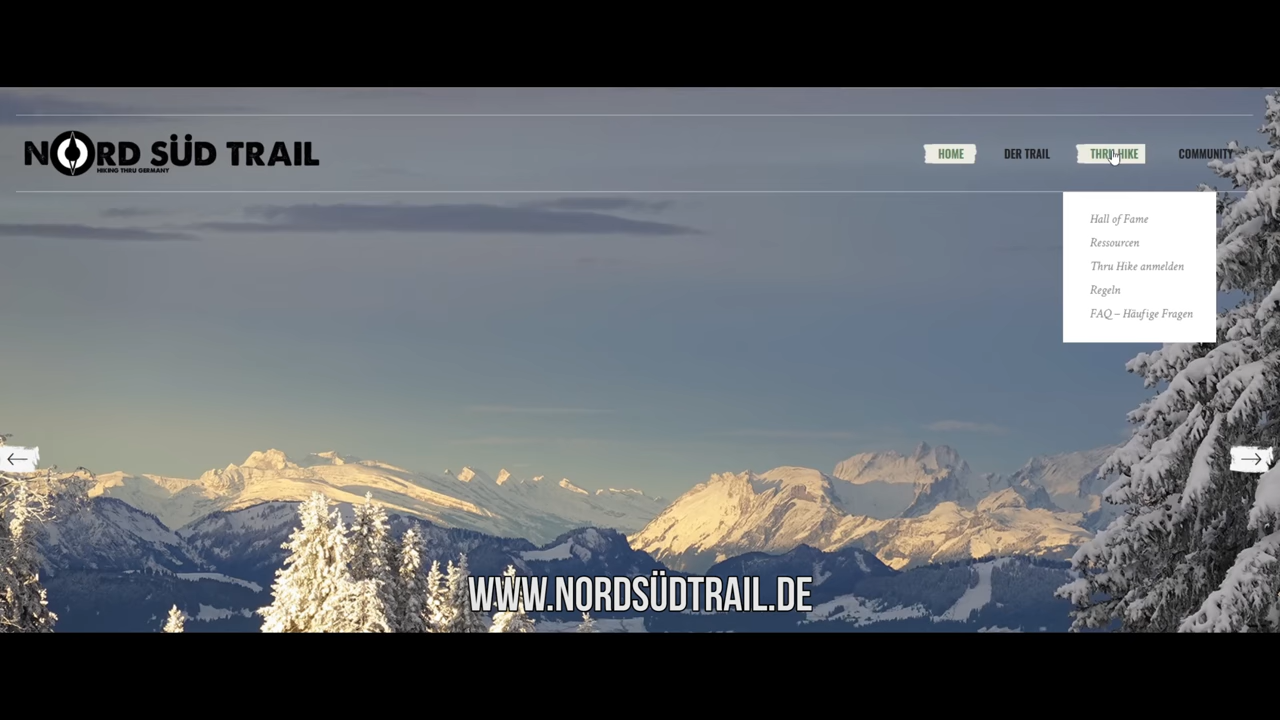 NORD SÜD TRAIL
HIKING THRU GERMANY
HOME
DER TRAIL
THRU HIKE
COMMUNITY
Hall of Fame
Ressourcen
Thru Hike anmelden
Regeln
FAQ – Häufige Fragen
WWW.NORDSÜDTRAIL.DE